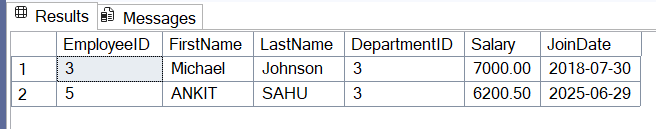 Results Messages
EmployeeID FirstName LastName DepartmentID Salary JoinDate
1 3 Michael Johnson 3 7000.00 2018-07-30
2 5 ANKIT SAHU 3 6200.50 2025-06-29